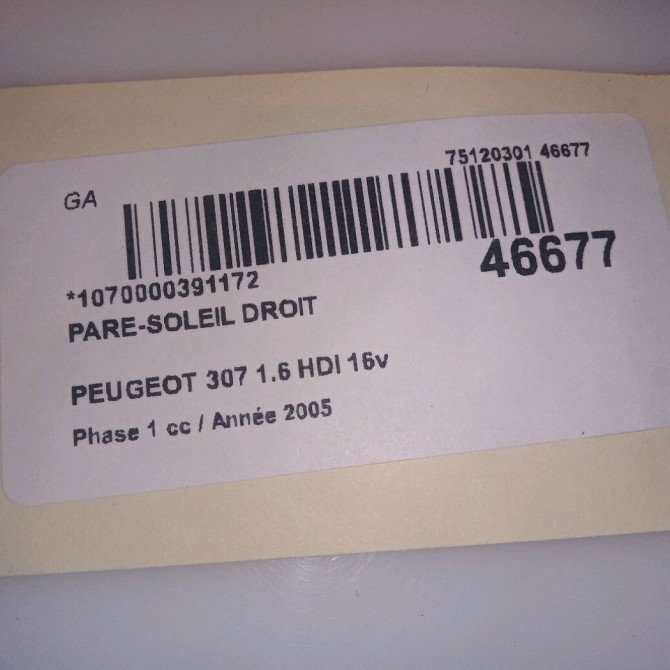 75120301 46677
GA
46677
*1070000391172
PARE-SOLEIL DROIT
PEUGEOT 307 1.6 HDI 16v
Phase 1 cc / Année 2005